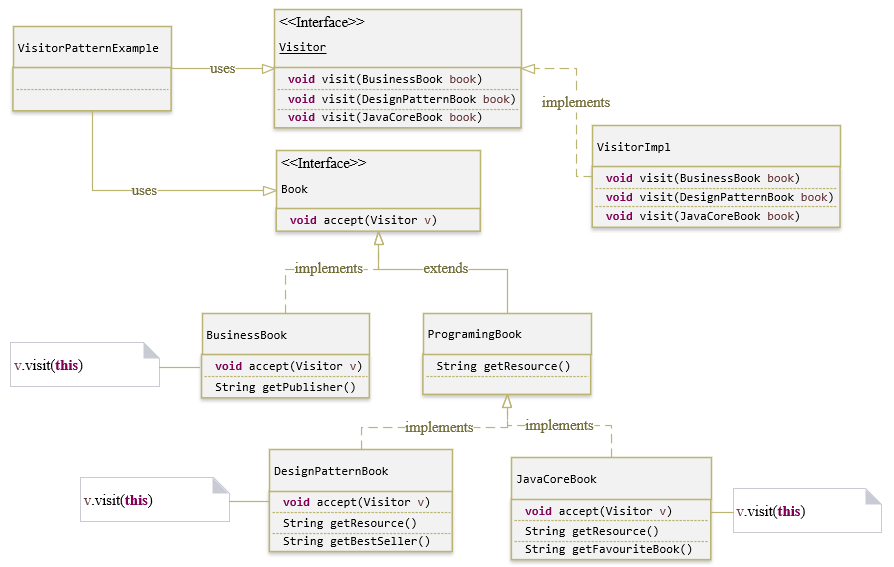 VisitorPatternExample
uses
<<Interface>>
Visitor
void visit(BusinessBook book)
void visit(DesignPatternBook book)
void visit(JavaCoreBook book)
implements
VisitorImpl
void visit(BusinessBook book)
void visit(DesignPatternBook book)
void visit(JavaCoreBook book)
uses
<<Interface>>
Book
void accept(Visitor v)
implements
extends
BusinessBook
void accept(Visitor v)
String getPublisher()
v.visit(this)
ProgramingBook
String getResource()
implements
implements
DesignPatternBook
void accept(Visitor v)
String getResource()
String getBestSeller()
v.visit(this)
JavaCoreBook
void accept(Visitor v)
String getResource()
String getFavouriteBook()
v.visit(this)